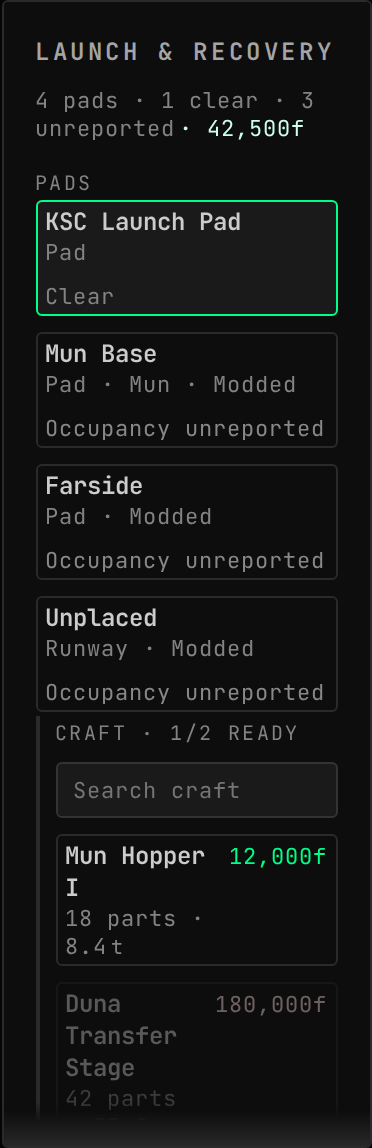 LAUNCH & RECOVERY
4 pads · 1 clear · 3
unreported · 42,500f
PADS
KSC Launch Pad
Pad
Clear
Mun Base
Pad · Mun · Modded
Occupancy unreported
Farside
Pad · Modded
Occupancy unreported
Unplaced
Runway · Modded
Occupancy unreported
CRAFT · 1/2 READY
Search craft
Mun Hopper 12,000f
I
18 parts ·
8.4t
Duna 180,000f
Transfer
Stage
42 parts